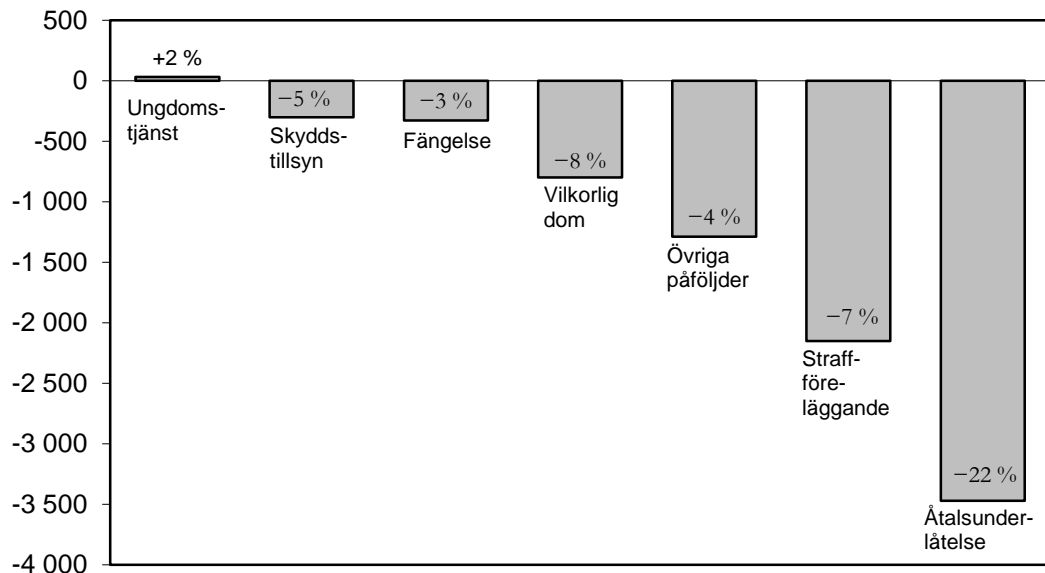 500
0
-500
-1 000
-1 500
-2 000
-2 500
-3 000
-3 500
-4 000
+2 %
Ungdoms-
tjänst
−5 %
Skydds-
tillsyn
−3 %
Fängelse
−8 %
Vilkorlig
dom
−4 %
Övriga
påföljder
−7 %
Straff-
före-
läggande
−22 %
Åtalsunder-
låtelse